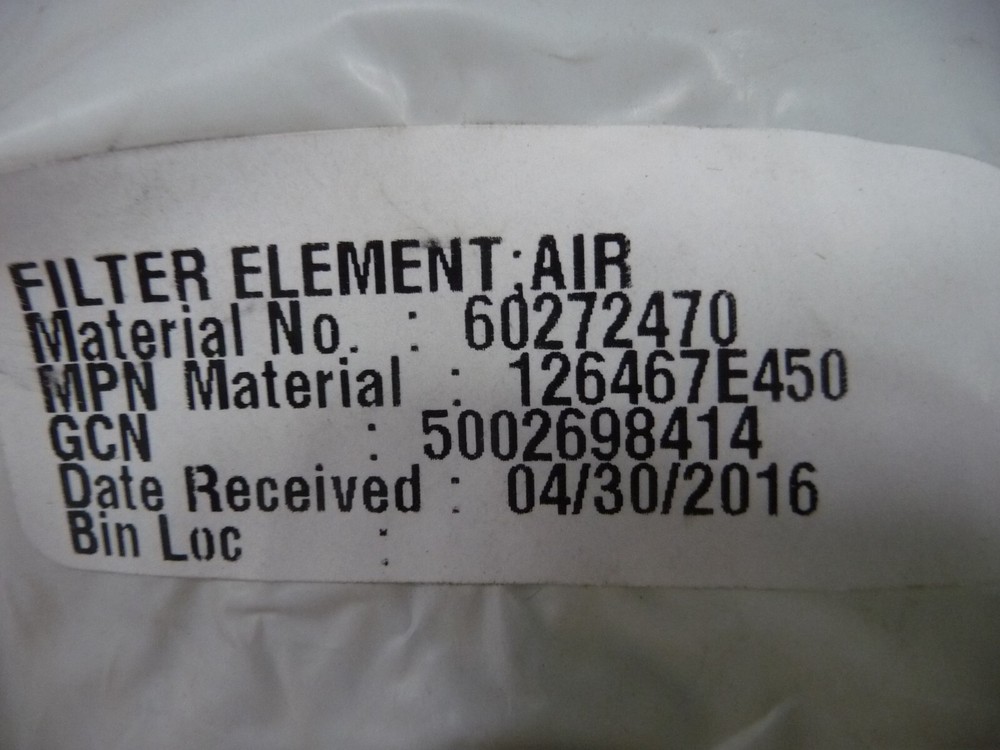 FILTER ELEMENT;AIR
Material No. : 60272470
MPN Material : 126467E450
GCN : 5002698414
Date Received : 04/30/2016
Bin Loc :